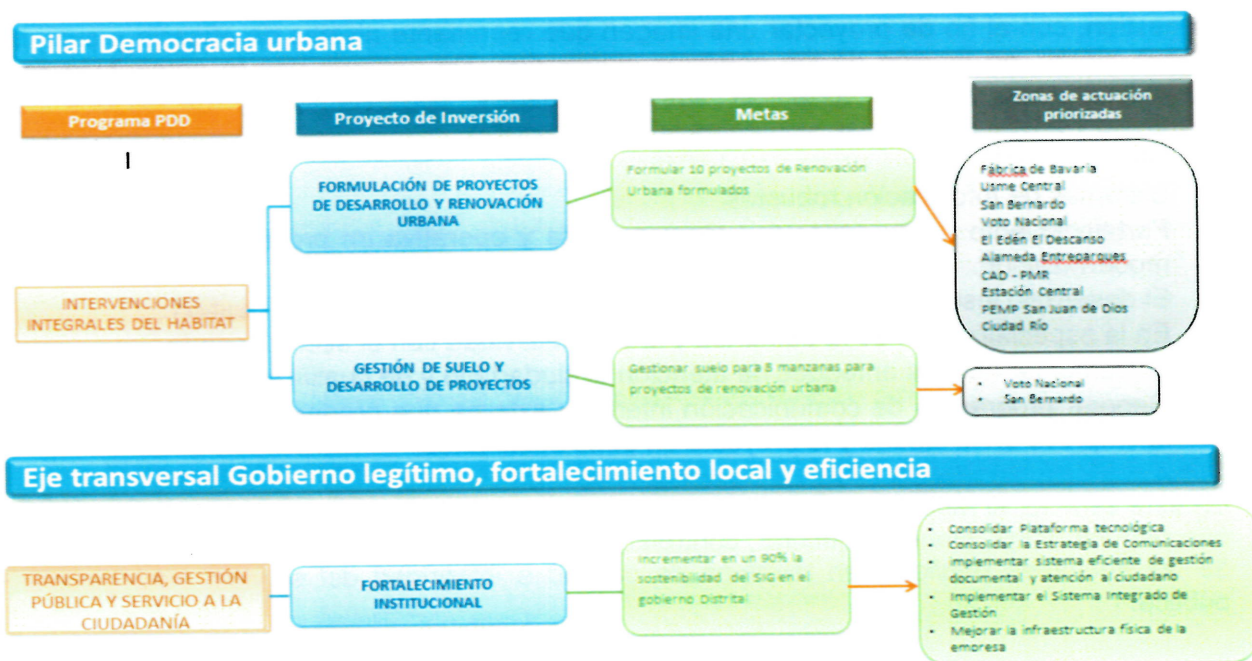 Pilar Democracia urbana
Programa PDD
Proyecto de Inversión
Metas
Zonas de actuación
priorizadas
INTERVENCIONES
INTEGRALES DEL HABITAT
FORMULACIÓN DE PROYECTOS
DE DESARROLLO Y RENOVACIÓN
URBANA
Formular 10 proyectos de Renovación
Urbana formulados
Fábrica de Bavaria
Usme Central
San Bernardo
Voto Nacional
El Edén El Descanso
Alameda Entreparques
CAD - PMR
Estación Central
PEMP San Juan de Dios
Ciudad Río
GESTIÓN DE SUELO Y
DESARROLLO DE PROYECTOS
Gestionar suelo para 8 manzanas para
proyectos de renovación urbana
• Voto Nacional
• San Bernardo
Eje transversal Gobierno legítimo, fortalecimiento local y eficiencia
TRANSPARENCIA, GESTIÓN
PÚBLICA Y SERVICIO A LA
CIUDADANÍA
FORTALECIMIENTO
INSTITUCIONAL
Incrementar en un 90% la
sostenibilidad del SIG en el
gobierno Distrital
• Consolidar Plataforma tecnológica
• Consolidar la Estrategia de Comunicaciones
• implementar sistema eficiente de gestión
documental y atención al ciudadano
• Implementar el Sistema Integrado de
Gestión
• Mejorar la infraestructura física de la
empresa